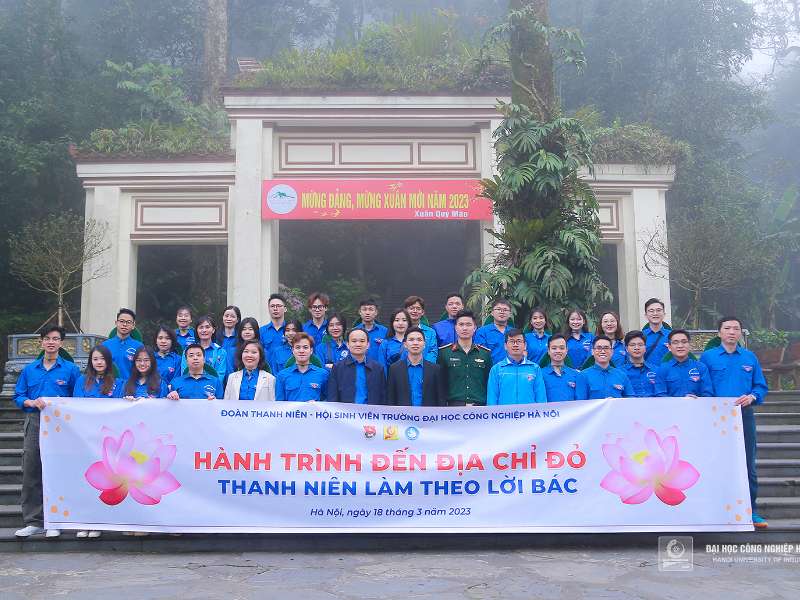 MỪNG ĐẢNG, MỪNG XUÂN MỚI NĂM 2023
Xuân Quý Mão
ĐOÀN THANH NIÊN - HỘI SINH VIÊN TRƯỜNG ĐẠI HỌC CÔNG NGHIỆP HÀ NỘI
HÀNH TRÌNH ĐẾN ĐỊA CHỈ ĐỎ
THANH NIÊN LÀM THEO LỜI BÁC
Hà Nội, ngày 18 tháng 3 năm 2023
ĐẠI HỌC CÔNG NGHIỆP H
HANOI UNIVERSITY OF INDU